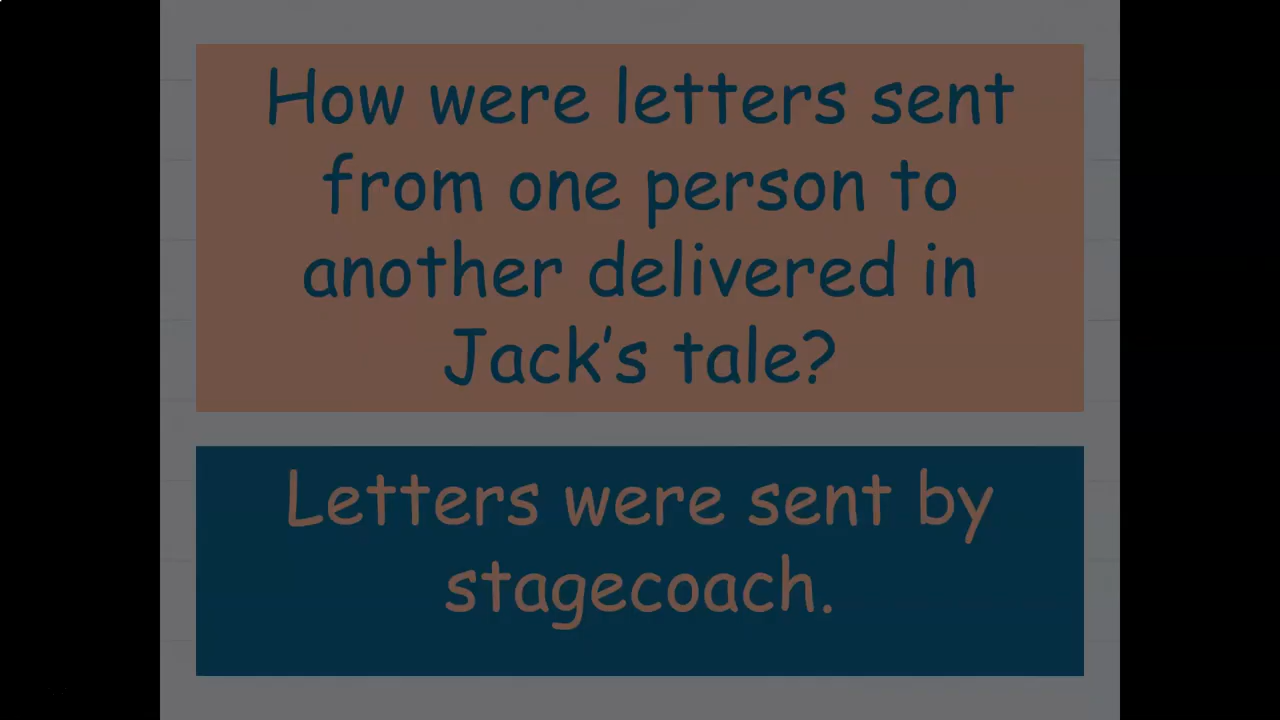 How were letters sent
from one person to
another delivered in
Jack’s tale?
Letters were sent by
stagecoach.